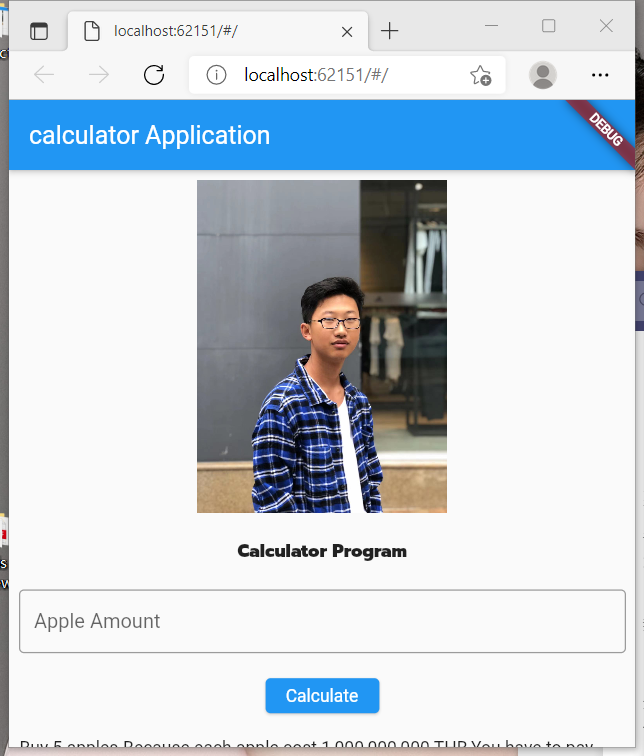 localhost:62151/#/
localhost:62151/#/
calculator Application
DEBUG
Calculator Program
Apple Amount
Calculate
Buy 5 apples Because each apple cost 1,000,000,000 THB You have to pay